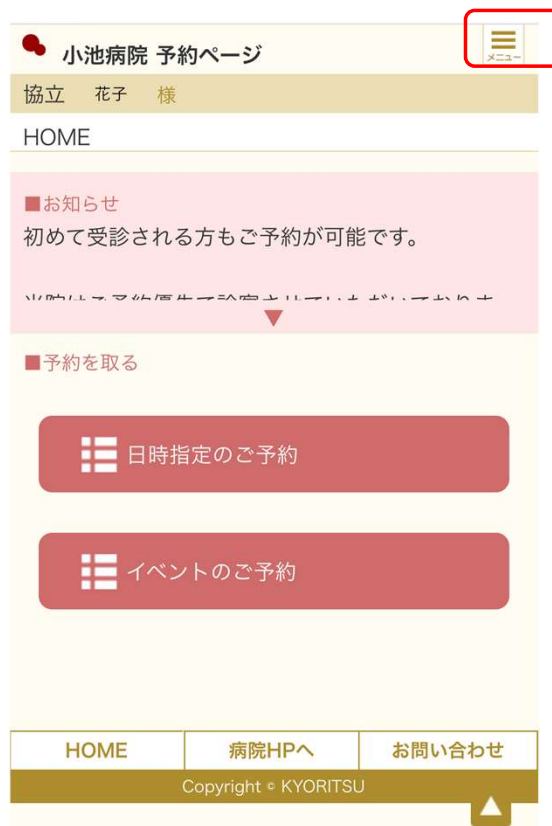 小池病院 予約ページ
メニュー
協立 花子 様
HOME
■お知らせ
初めて受診される方もご予約が可能です。
■予約を取る
日時指定のご予約
イベントのご予約
HOME 病院HPへ お問い合わせ
Copyright © KYORITSU